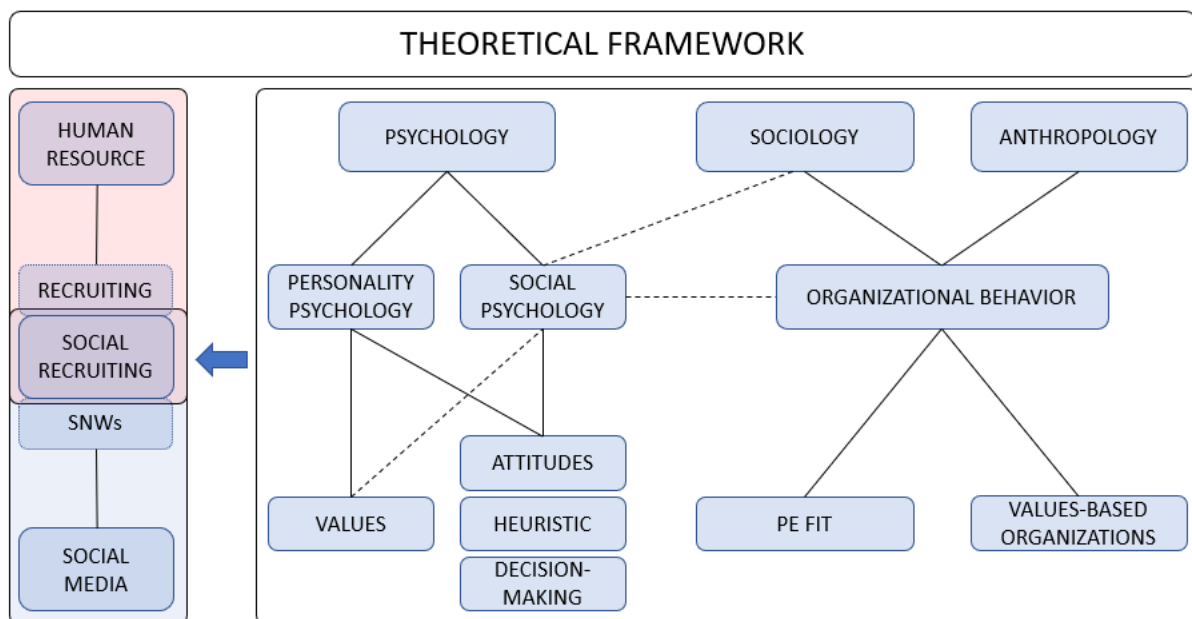 THEORETICAL FRAMEWORK
HUMAN
RESOURCE
RECRUITING
SOCIAL
RECRUITING
SNWs
SOCIAL
MEDIA
PSYCHOLOGY
SOCIOLOGY
ANTHROPOLOGY
PERSONALITY
PSYCHOLOGY
SOCIAL
PSYCHOLOGY
ORGANIZATIONAL BEHAVIOR
ATTITUDES
VALUES
HEURISTIC
DECISION-
MAKING
PE FIT
VALUES-BASED
ORGANIZATIONS